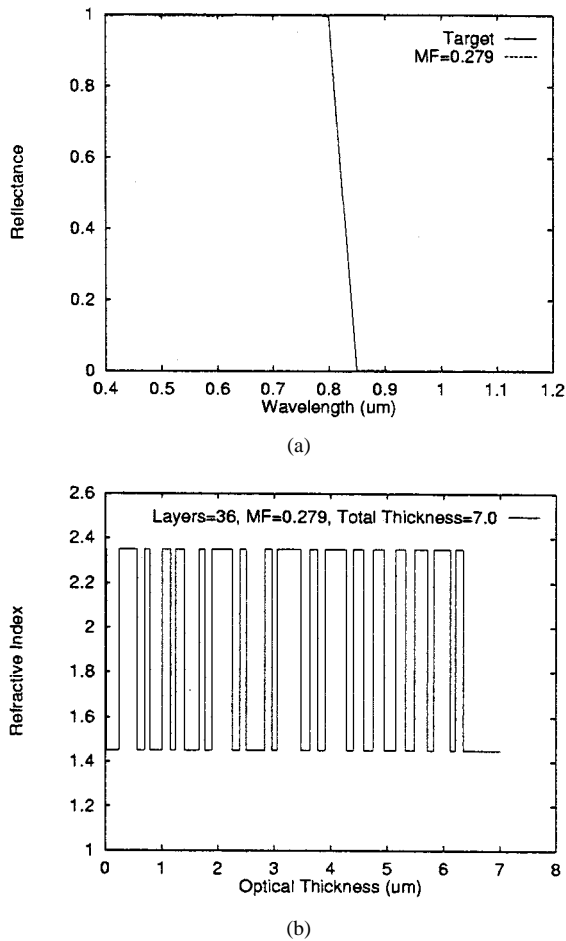 1
0.8
0.6
0.4
0.2
0
Reflectance
Target
MF=0.279
0.4 0.5 0.6 0.7 0.8 0.9 1 1.1 1.2
Wavelength (um)
(a)
2.6
2.4
2.2
2
1.8
1.6
1.4
1.2
1
Refractive Index
Layers=36, MF=0.279, Total Thickness=7.0
0 1 2 3 4 5 6 7 8
Optical Thickness (um)
(b)